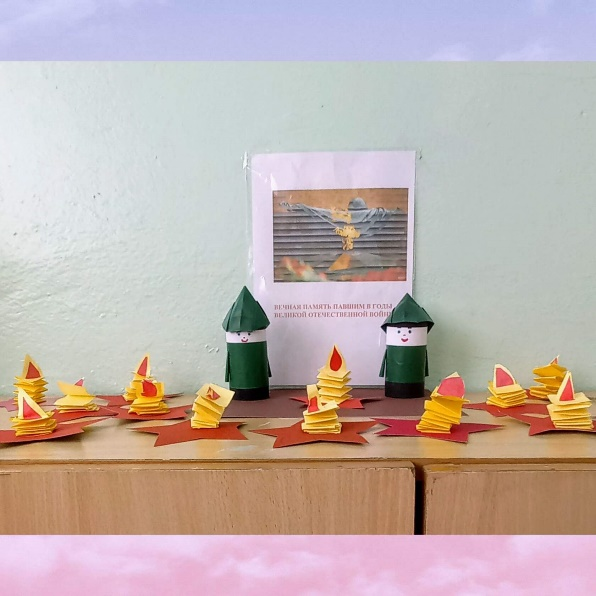 ВЕЧНАЯ ПАМЯТЬ ПАВШИМ В ГОДЫ
ВЕЛИКОЙ ОТЕЧЕСТВЕННОЙ ВОЙНЫ